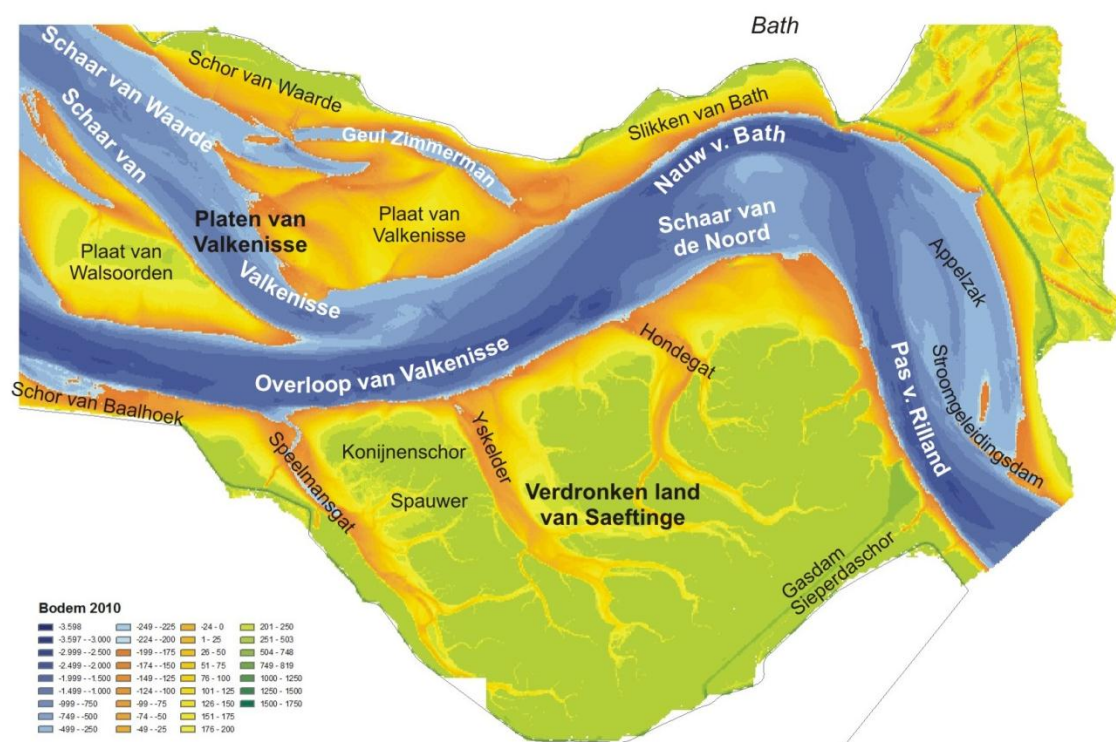 Bath
Schaar van Waarde
Schor van Waarde
Schaar van
Valkenisse
Geul Zimmerman
Slikken van Bath
Nauw v. Bath
Platen van
Valkenisse
Plaat van
Valkenisse
Schaar van
de Noord
Plaat van
Walsoorden
Appelzak
Overloop van Valkenisse
Hondegat
Pas v. Rilland
Stroomgeleidingsdam
Schor van Baalhoek
Speelmansgat
Konijnenschor
Spauwer
Yskelder
Verdronken land
van Saeftinge
Gasdam
Sieperdaschor
Bodem 2010
-3.598
-3.597 - -3.000
-2.999 - -2.500
-2.499 - -2.000
-1.999 - -1.500
-1.499 - -1.000
-999 - -750
-749 - -500
-499 - -250
-249 - -225
-224 - -200
-199 - -175
-174 - -150
-149 - -125
-124 - -100
-99 - -75
-74 - -50
-49 - -25
-24 - 0
1 - 25
26 - 50
51 - 75
76 - 100
101 - 125
126 - 150
151 - 175
176 - 200
201 - 250
251 - 503
504 - 748
749 - 819
1000 - 1250
1250 - 1500
1500 - 1750